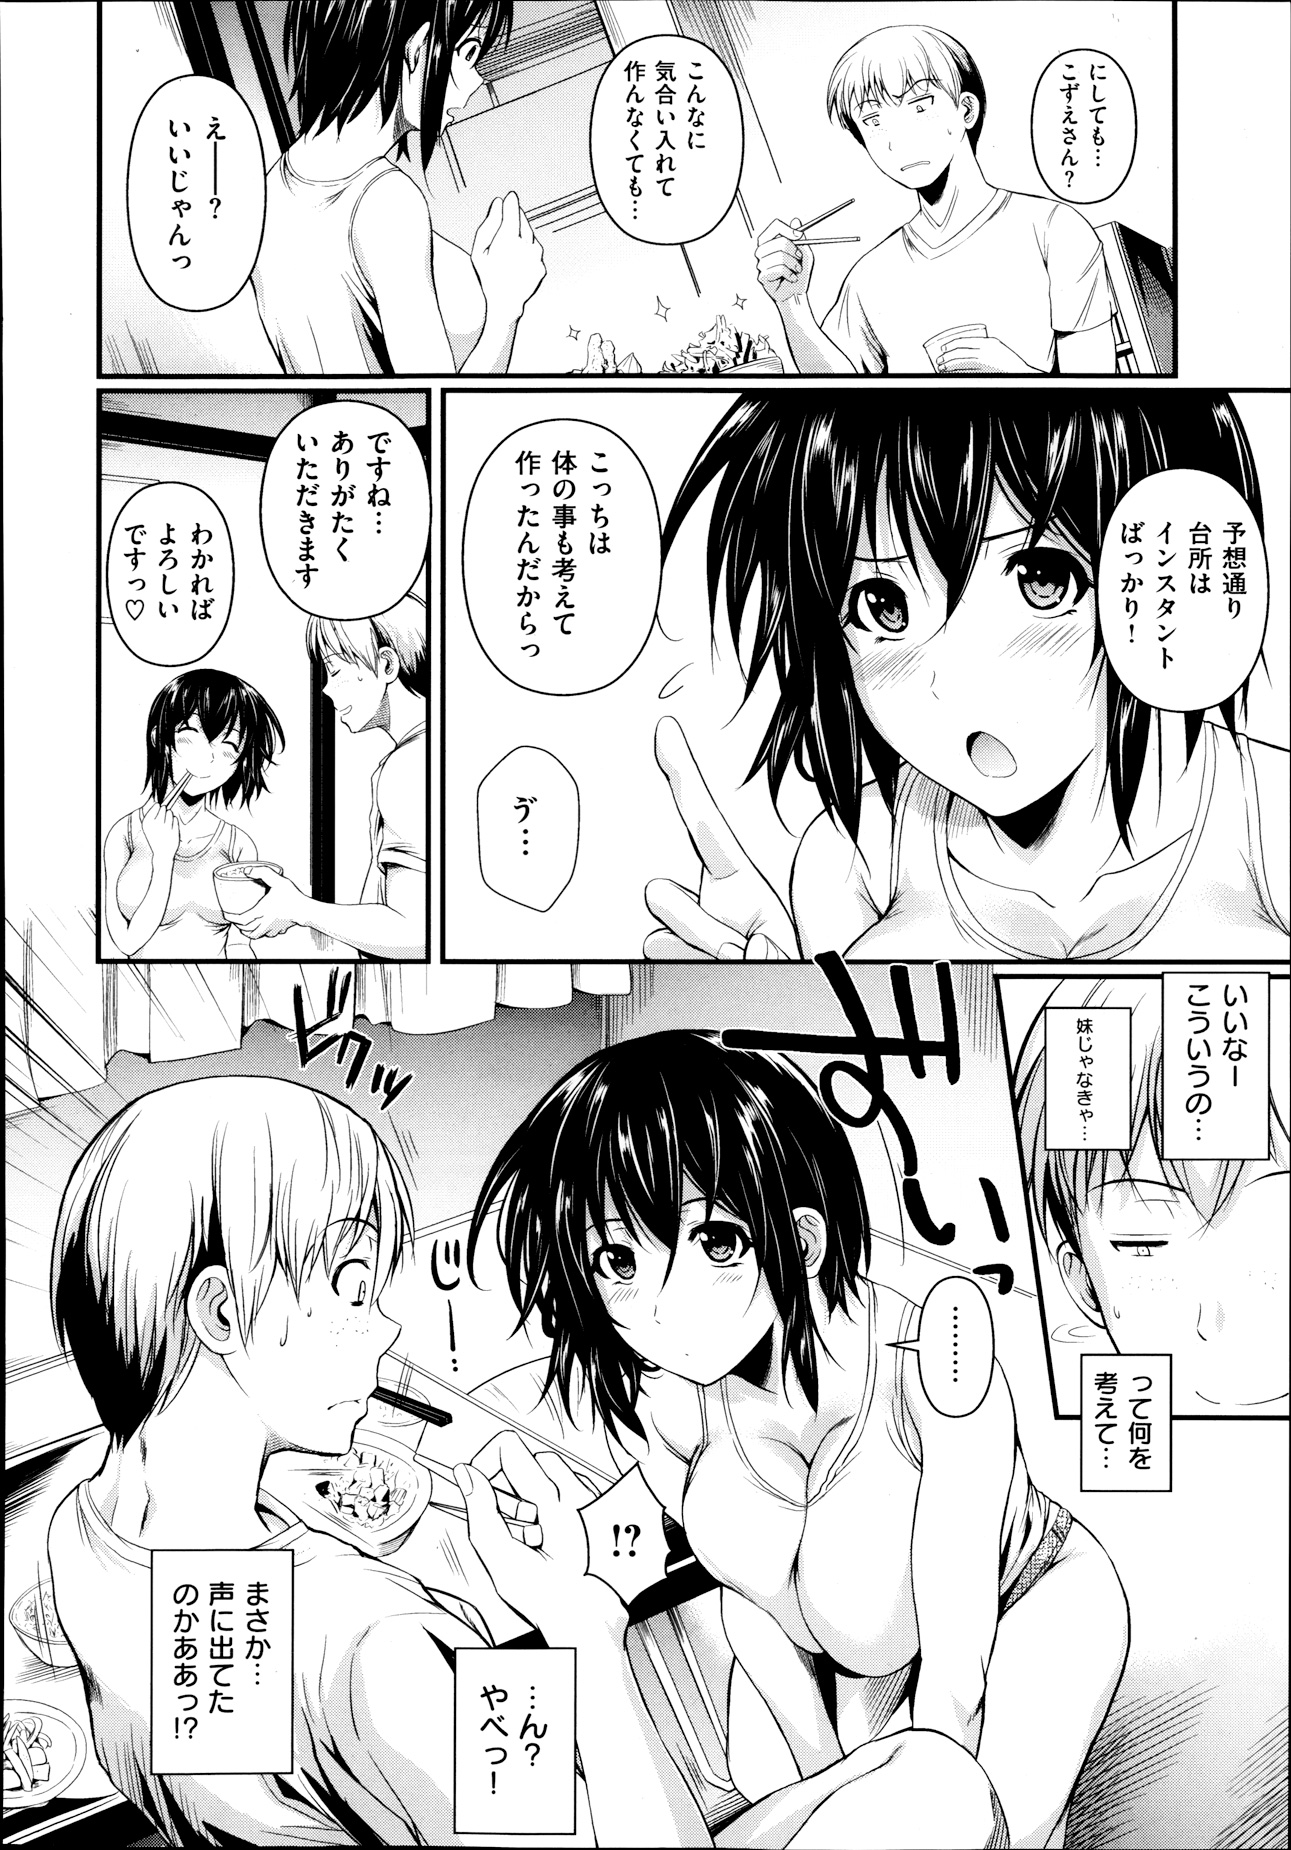 にしても…
こずえさん？
こんなに
気合い入れて
作んなくても…
え――？
いいじゃんっ
予想通り
台所は
インスタント
ばっかり！
こっちは
体の事も考えて
作ったんだからっ
ゔ…
ですね…
ありがたく
いただきます
わかれば
よろしい
ですっ♡
いいなー
こういうの…
妹じゃなきゃ…
って何を
考えて…
ずいっ
………
じー…
ビクッ
!?
…ん？
やべっ！
まさか…
声に出てた
のかああっ!?